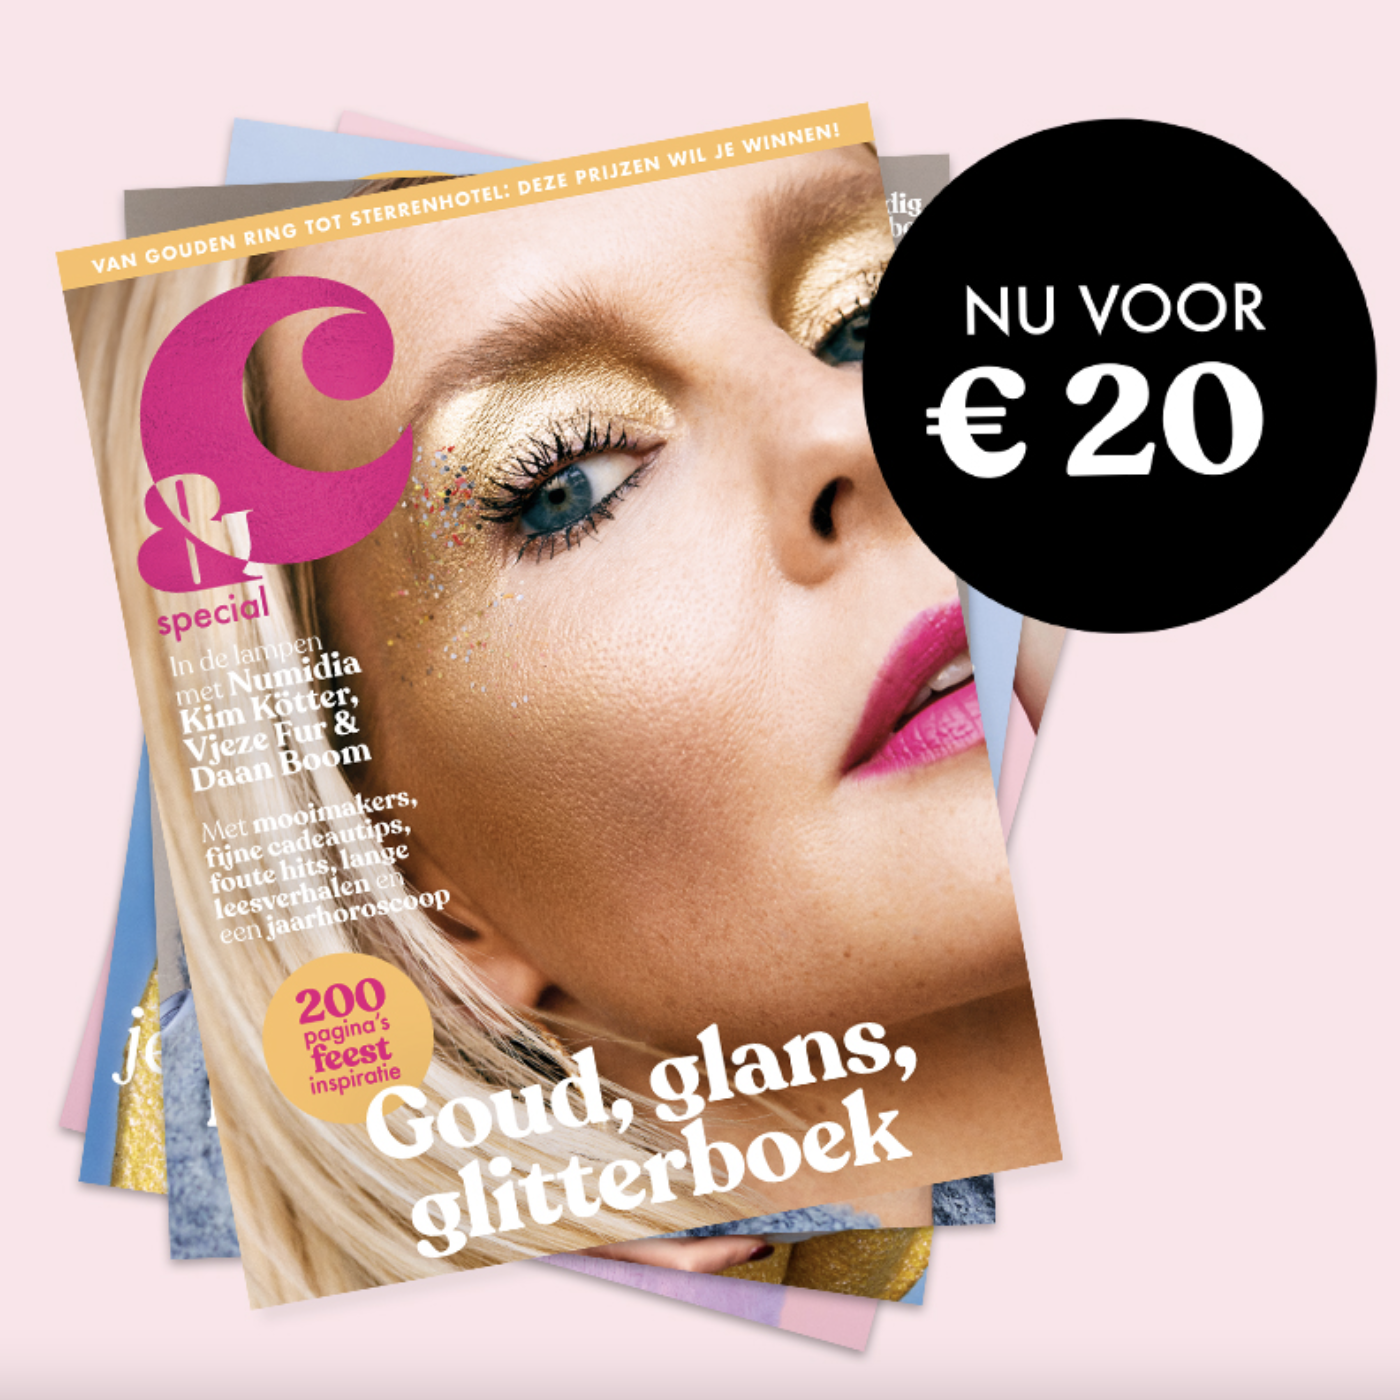 VAN GOUDEN RING TOT STERRENHOTEL: DEZE PRIJZEN WIL JE WINNEN!
C
&
special
In de lampen
met Numidia
Kim Kötter,
Vjeze Fur &
Daan Boom
Met mooimakers,
fijne cadeautips,
foute hits, lange
leesverhalen en
een jaarhoroscoop
200
pagina's
feest
inspiratie
Goud, glans,
glitterboek
NU VOOR
€ 20